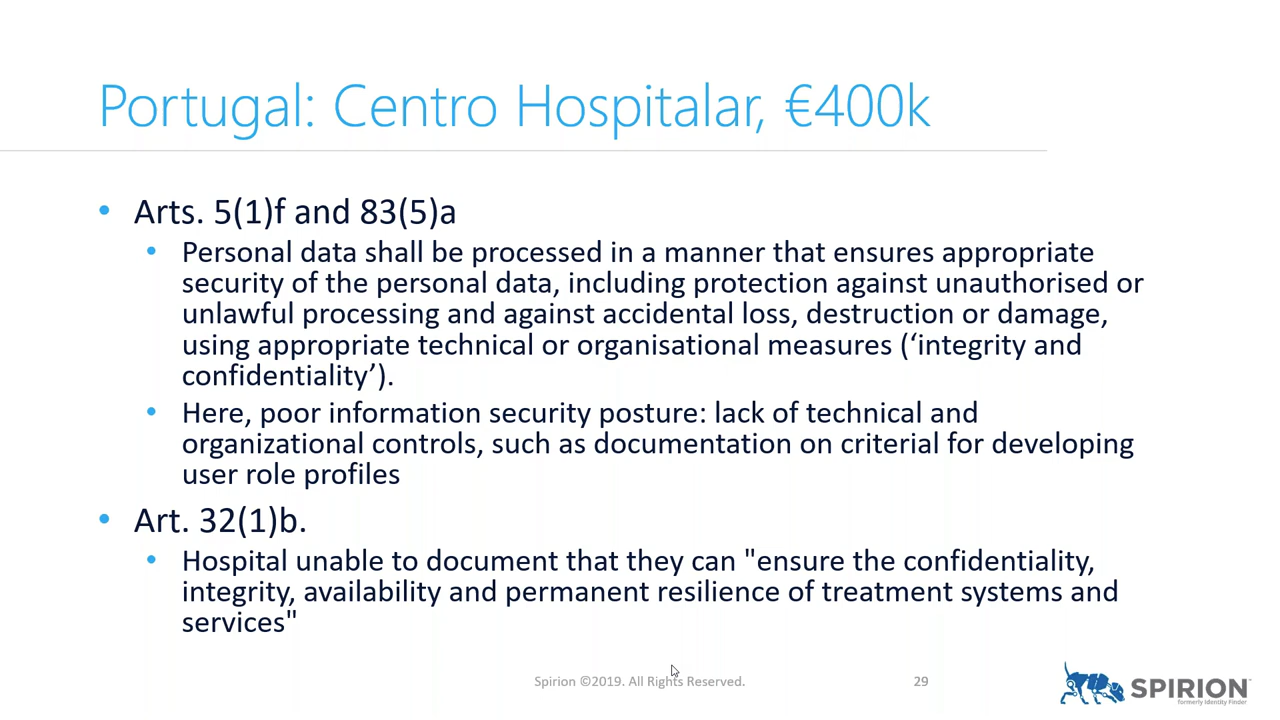 Portugal: Centro Hospitalar, €400k
• Arts. 5(1)f and 83(5)a
• Personal data shall be processed in a manner that ensures appropriate
security of the personal data, including protection against unauthorised or
unlawful processing and against accidental loss, destruction or damage,
using appropriate technical or organisational measures (‘integrity and
confidentiality’).
• Here, poor information security posture: lack of technical and
organizational controls, such as documentation on criterial for developing
user role profiles
• Art. 32(1)b.
• Hospital unable to document that they can "ensure the confidentiality,
integrity, availability and permanent resilience of treatment systems and
services"
Spirion ©2019. All Rights Reserved.
29
SPIRION
formerly Identity Finder